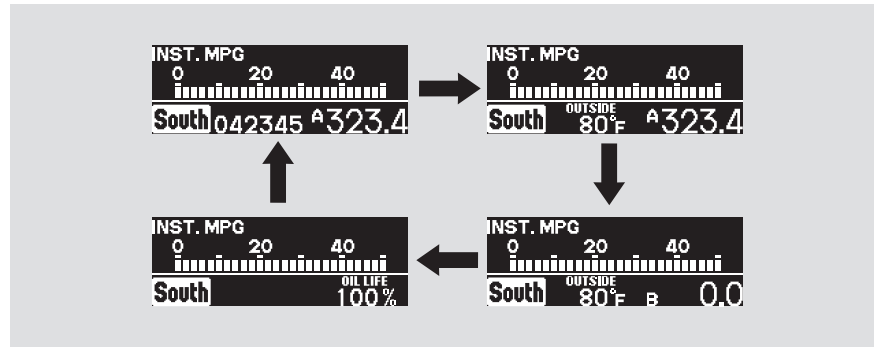 INST. MPG
0 20 40
South 042345 A323.4
INST. MPG
0 20 40
South OUTSIDE 80°F A323.4
INST. MPG
0 20 40
South OIL LIFE 100%
INST. MPG
0 20 40
South OUTSIDE 80°F B 0.0